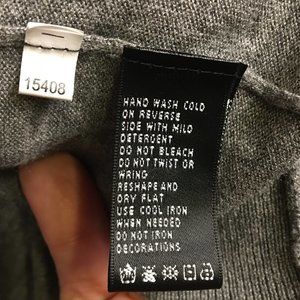 15408
HAND WASH COLD
ON REVERSE
SIDE WITH MILD
DETERGENT
DO NOT BLEACH
DO NOT TWIST OR
WRING
RESHAPE AND
DRY FLAT
USE COOL IRON
WHEN NEEDED
DO NOT IRON
DECORATIONS